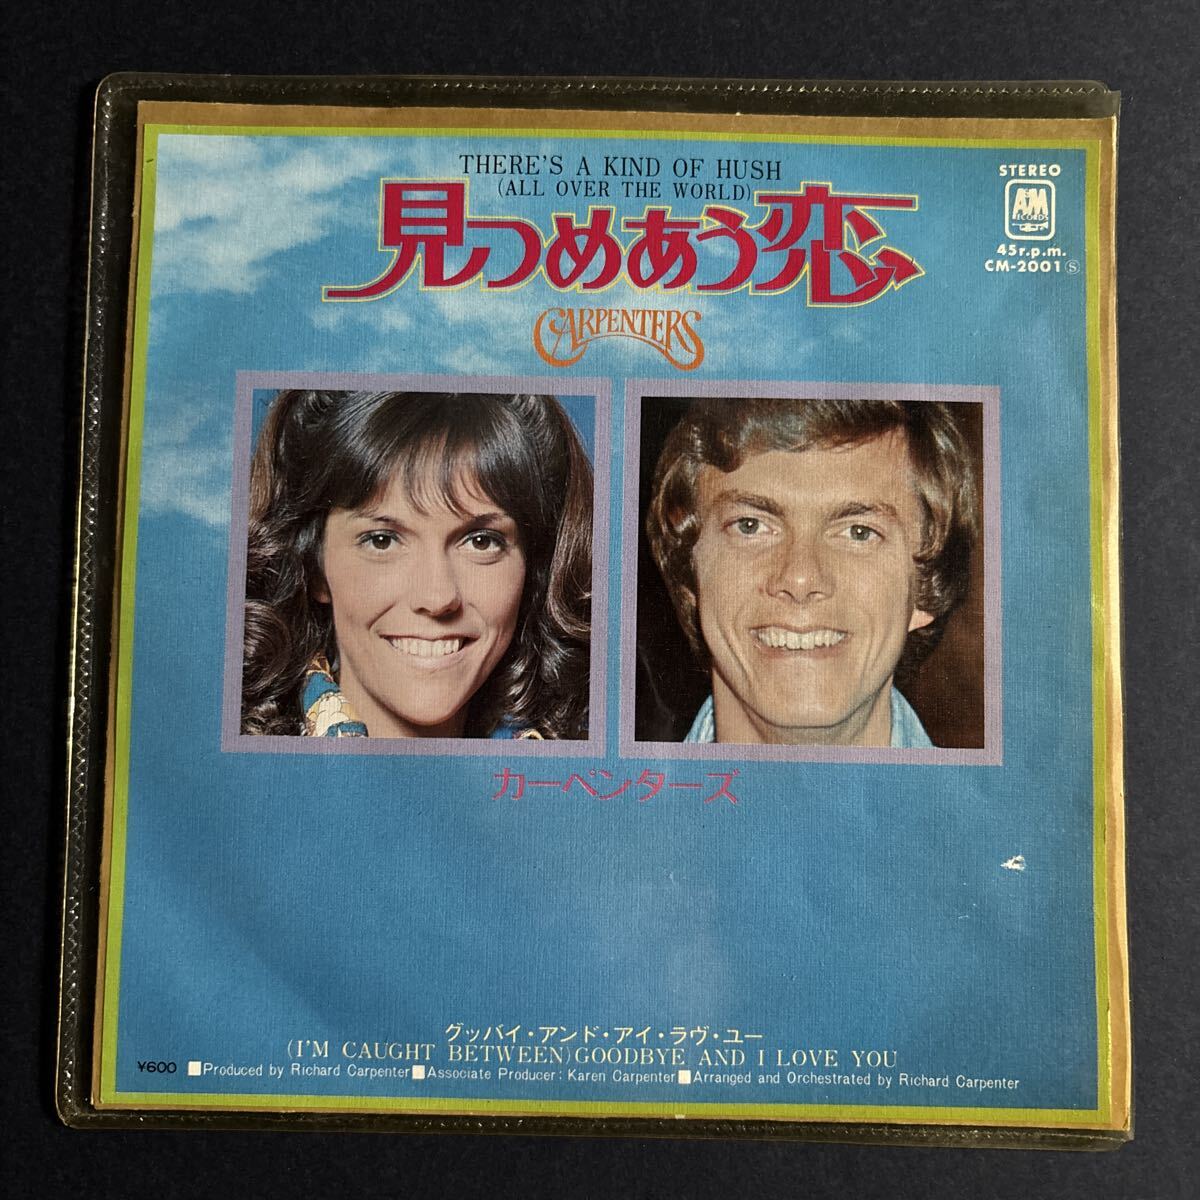 THERE'S A KIND OF HUSH
(ALL OVER THE WORLD)
見つめあう恋
CARPENTERS
STEREO
A&M
RECORDS
45r.p.m.
CM-2001 Ⓢ
カーペンターズ
グッバイ・アンド・アイ・ラヴ・ユー
(I'M CAUGHT BETWEEN) GOODBYE AND I LOVE YOU
¥600 ■Produced by Richard Carpenter ■Associate Producer: Karen Carpenter ■Arranged and Orchestrated by Richard Carpenter